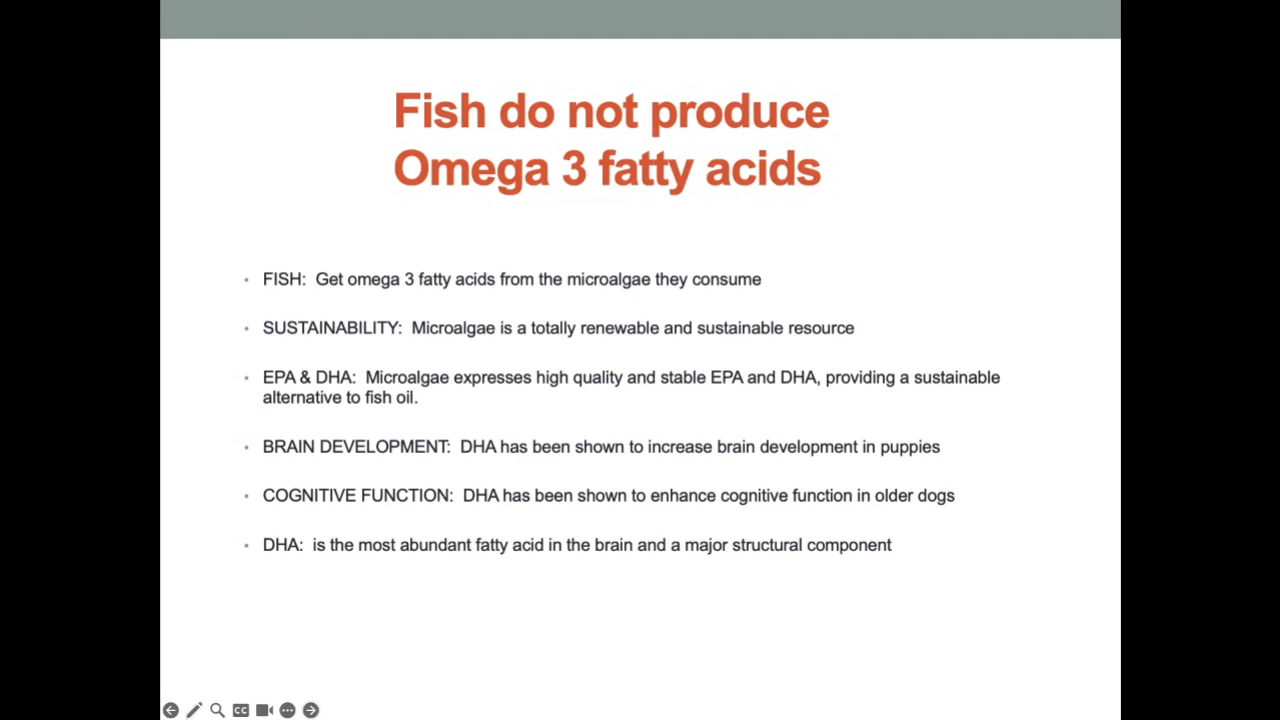 Fish do not produce
Omega 3 fatty acids
• FISH:  Get omega 3 fatty acids from the microalgae they consume
• SUSTAINABILITY:  Microalgae is a totally renewable and sustainable resource
• EPA & DHA:  Microalgae expresses high quality and stable EPA and DHA, providing a sustainable
alternative to fish oil.
• BRAIN DEVELOPMENT:  DHA has been shown to increase brain development in puppies
• COGNITIVE FUNCTION:  DHA has been shown to enhance cognitive function in older dogs
• DHA:  is the most abundant fatty acid in the brain and a major structural component
CC